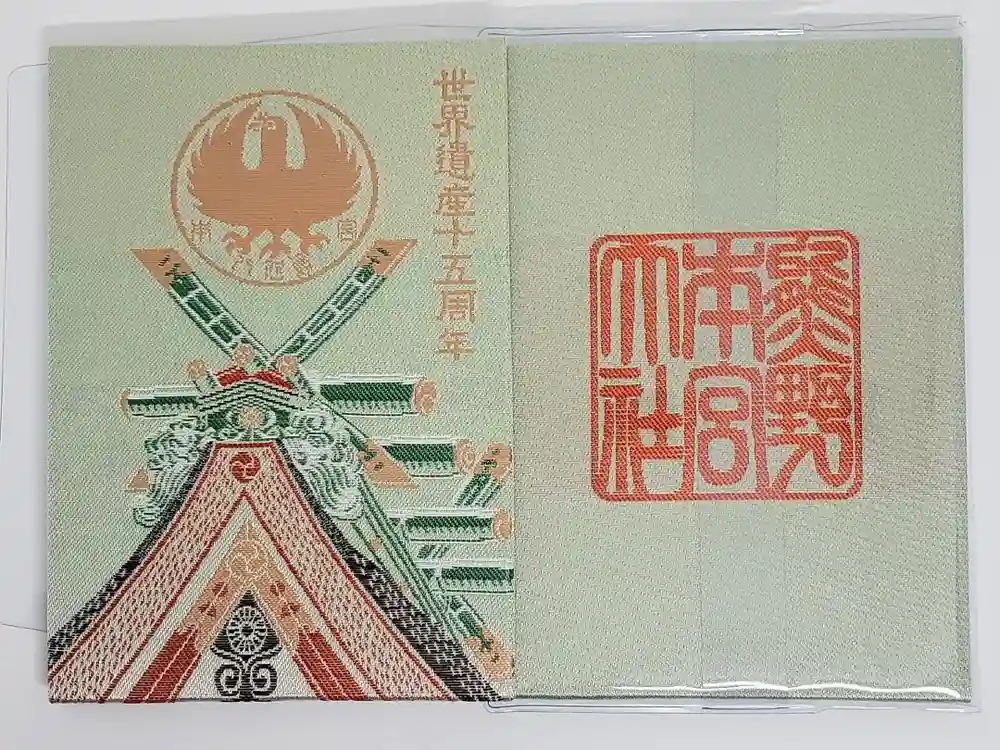 世界遺産十五周年
熊野
本宮
大社